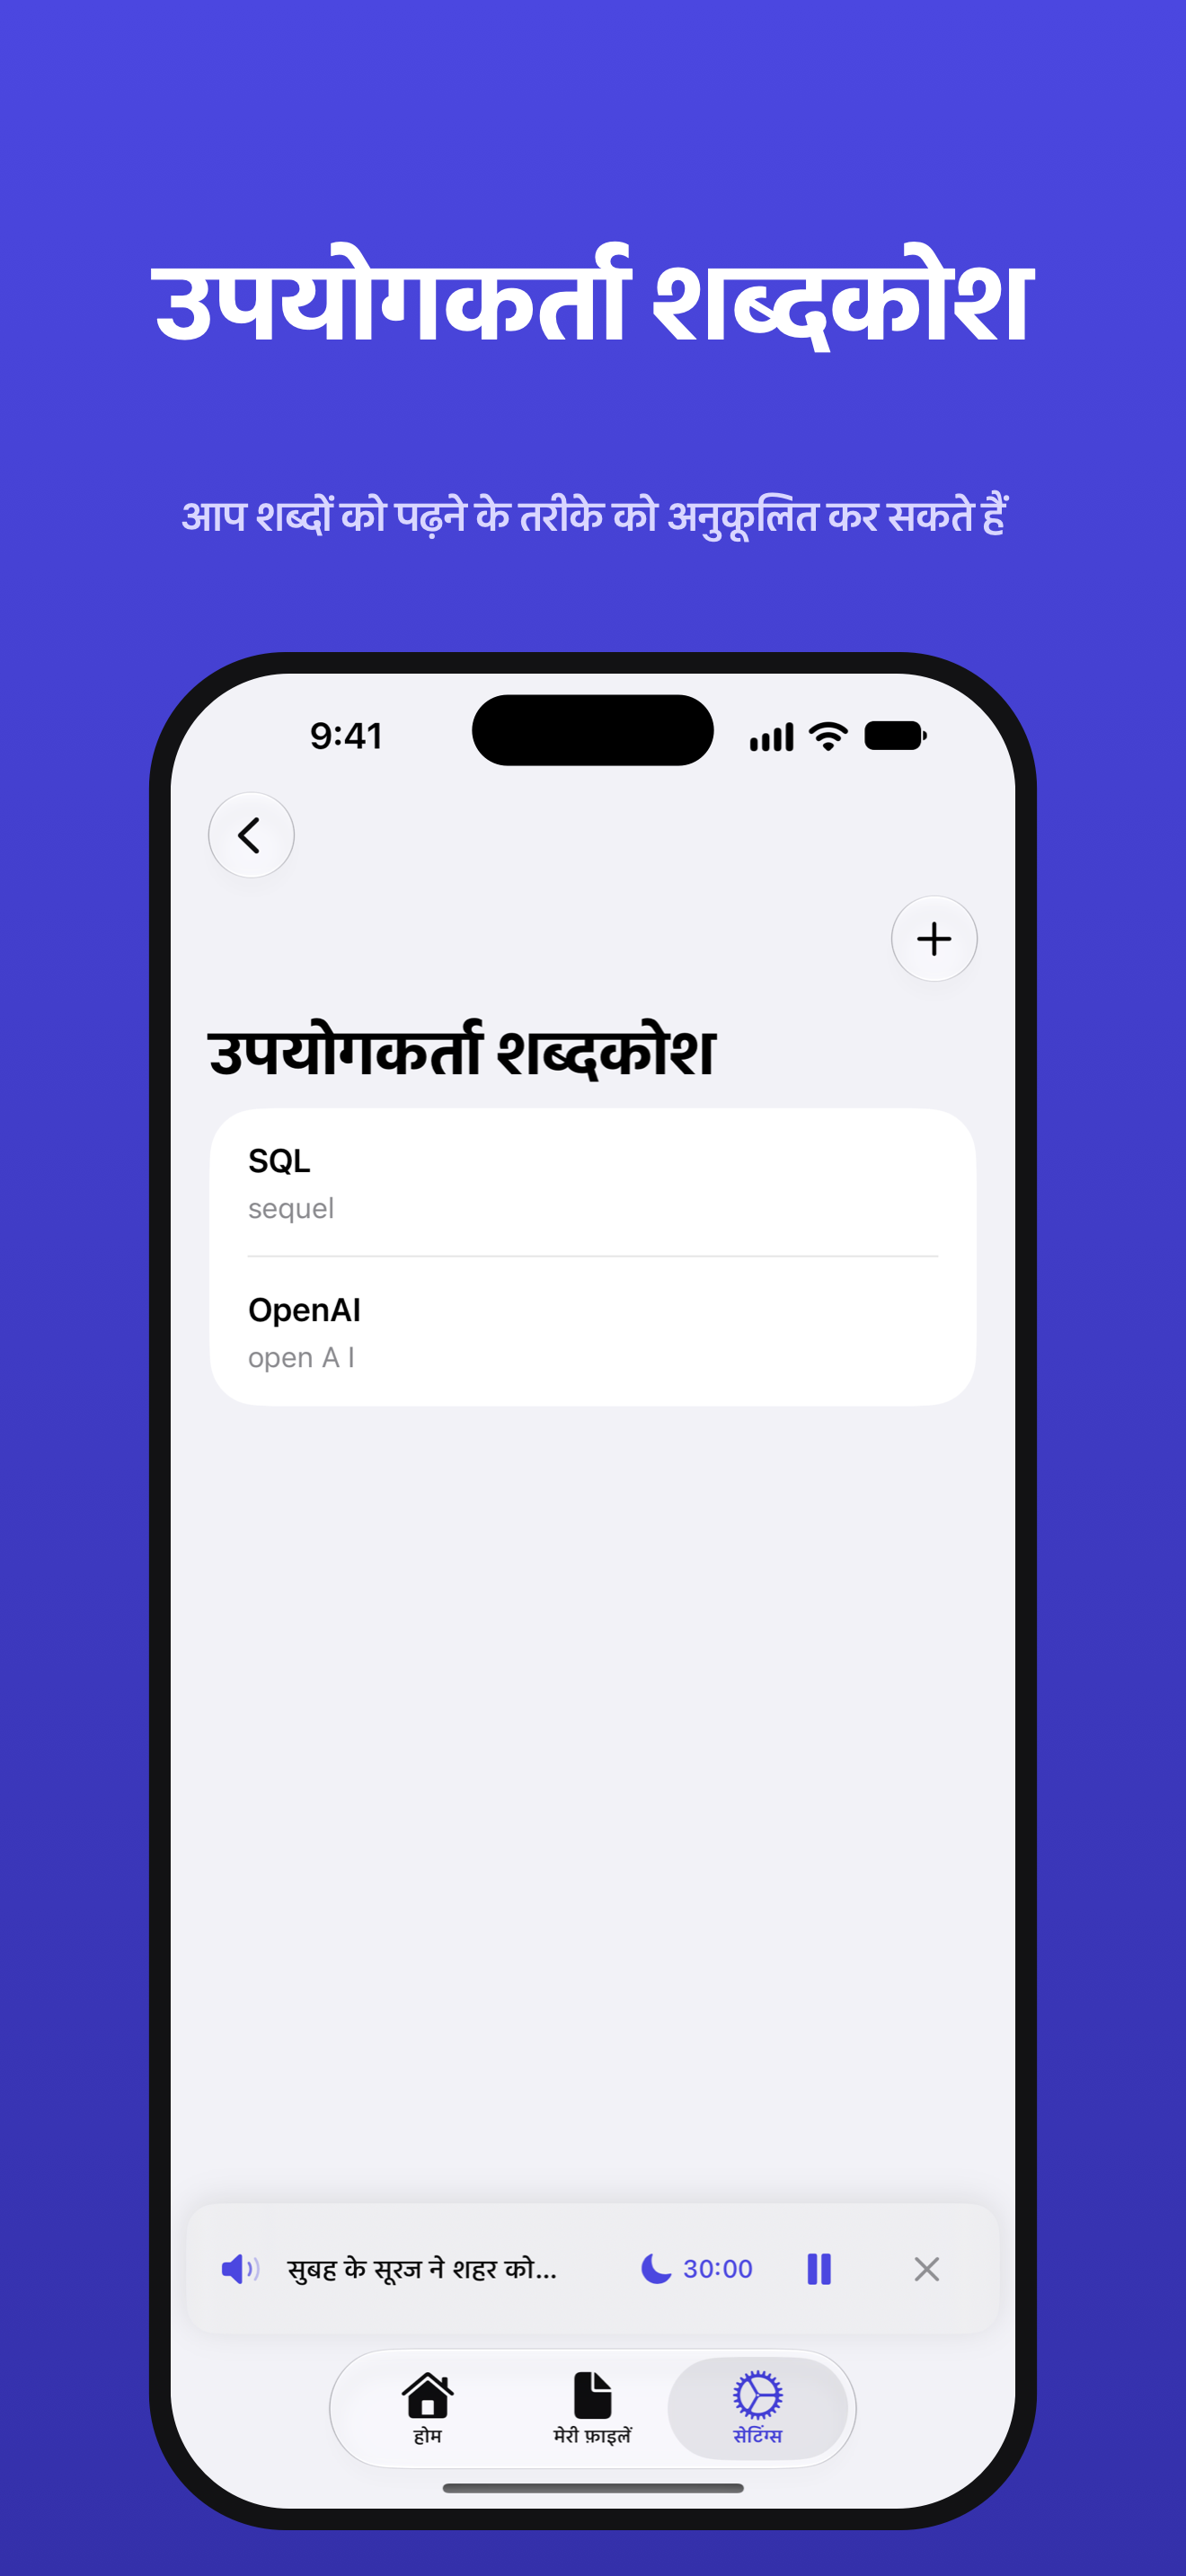 उपयोगकर्ता शब्दकोश
आप शब्दों को पढ़ने के तरीके को अनुकूलित कर सकते हैं
9:41
उपयोगकर्ता शब्दकोश
SQL
sequel
OpenAI
open A I
सुबह के सूरज ने शहर को...
30:00
होम
मेरी फ़ाइलें
सेटिंग्स